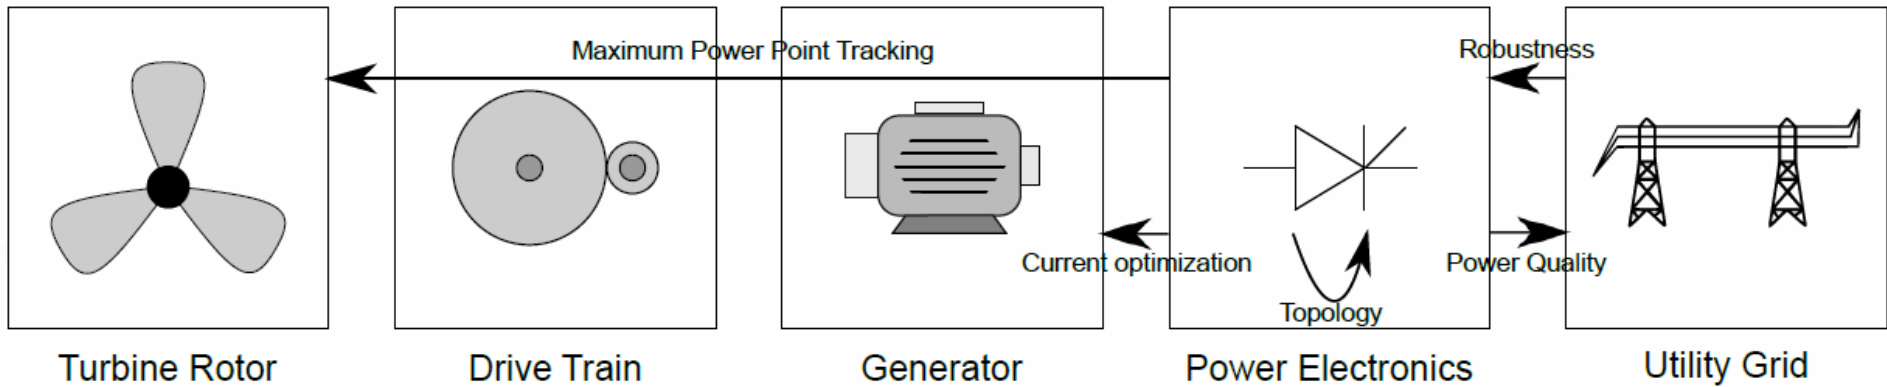 Maximum Power Point Tracking
Robustness
Current optimization
Power Quality
Topology
Turbine Rotor
Drive Train
Generator
Power Electronics
Utility Grid